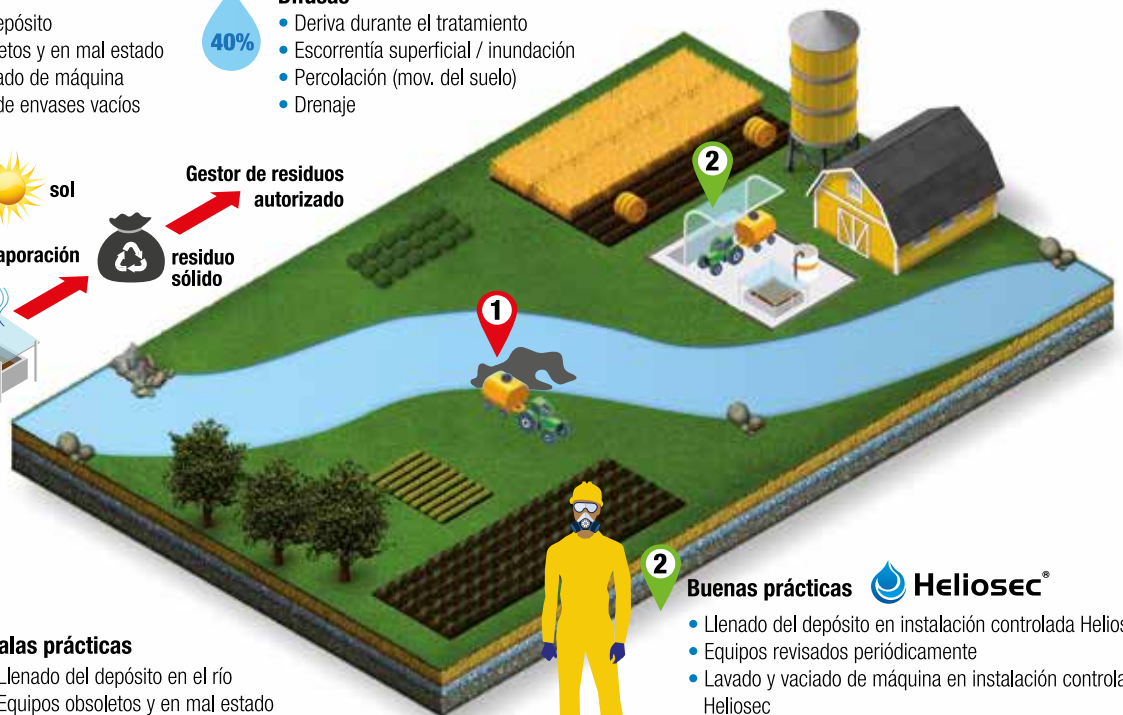 Difusas
epósito
etos y en mal estado
ado de máquina
de envases vacíos
40%
• Deriva durante el tratamiento
• Escorrentía superficial / inundación
• Percolación (mov. del suelo)
• Drenaje
sol
Gestor de residuos
autorizado
aporación
residuo
sólido
2
1
2
Buenas prácticas
Heliosec®
• Llenado del depósito en instalación controlada Helios
• Equipos revisados periódicamente
• Lavado y vaciado de máquina en instalación controla
Heliosec
alas prácticas
Llenado del depósito en el río
Equipos obsoletos y en mal estado